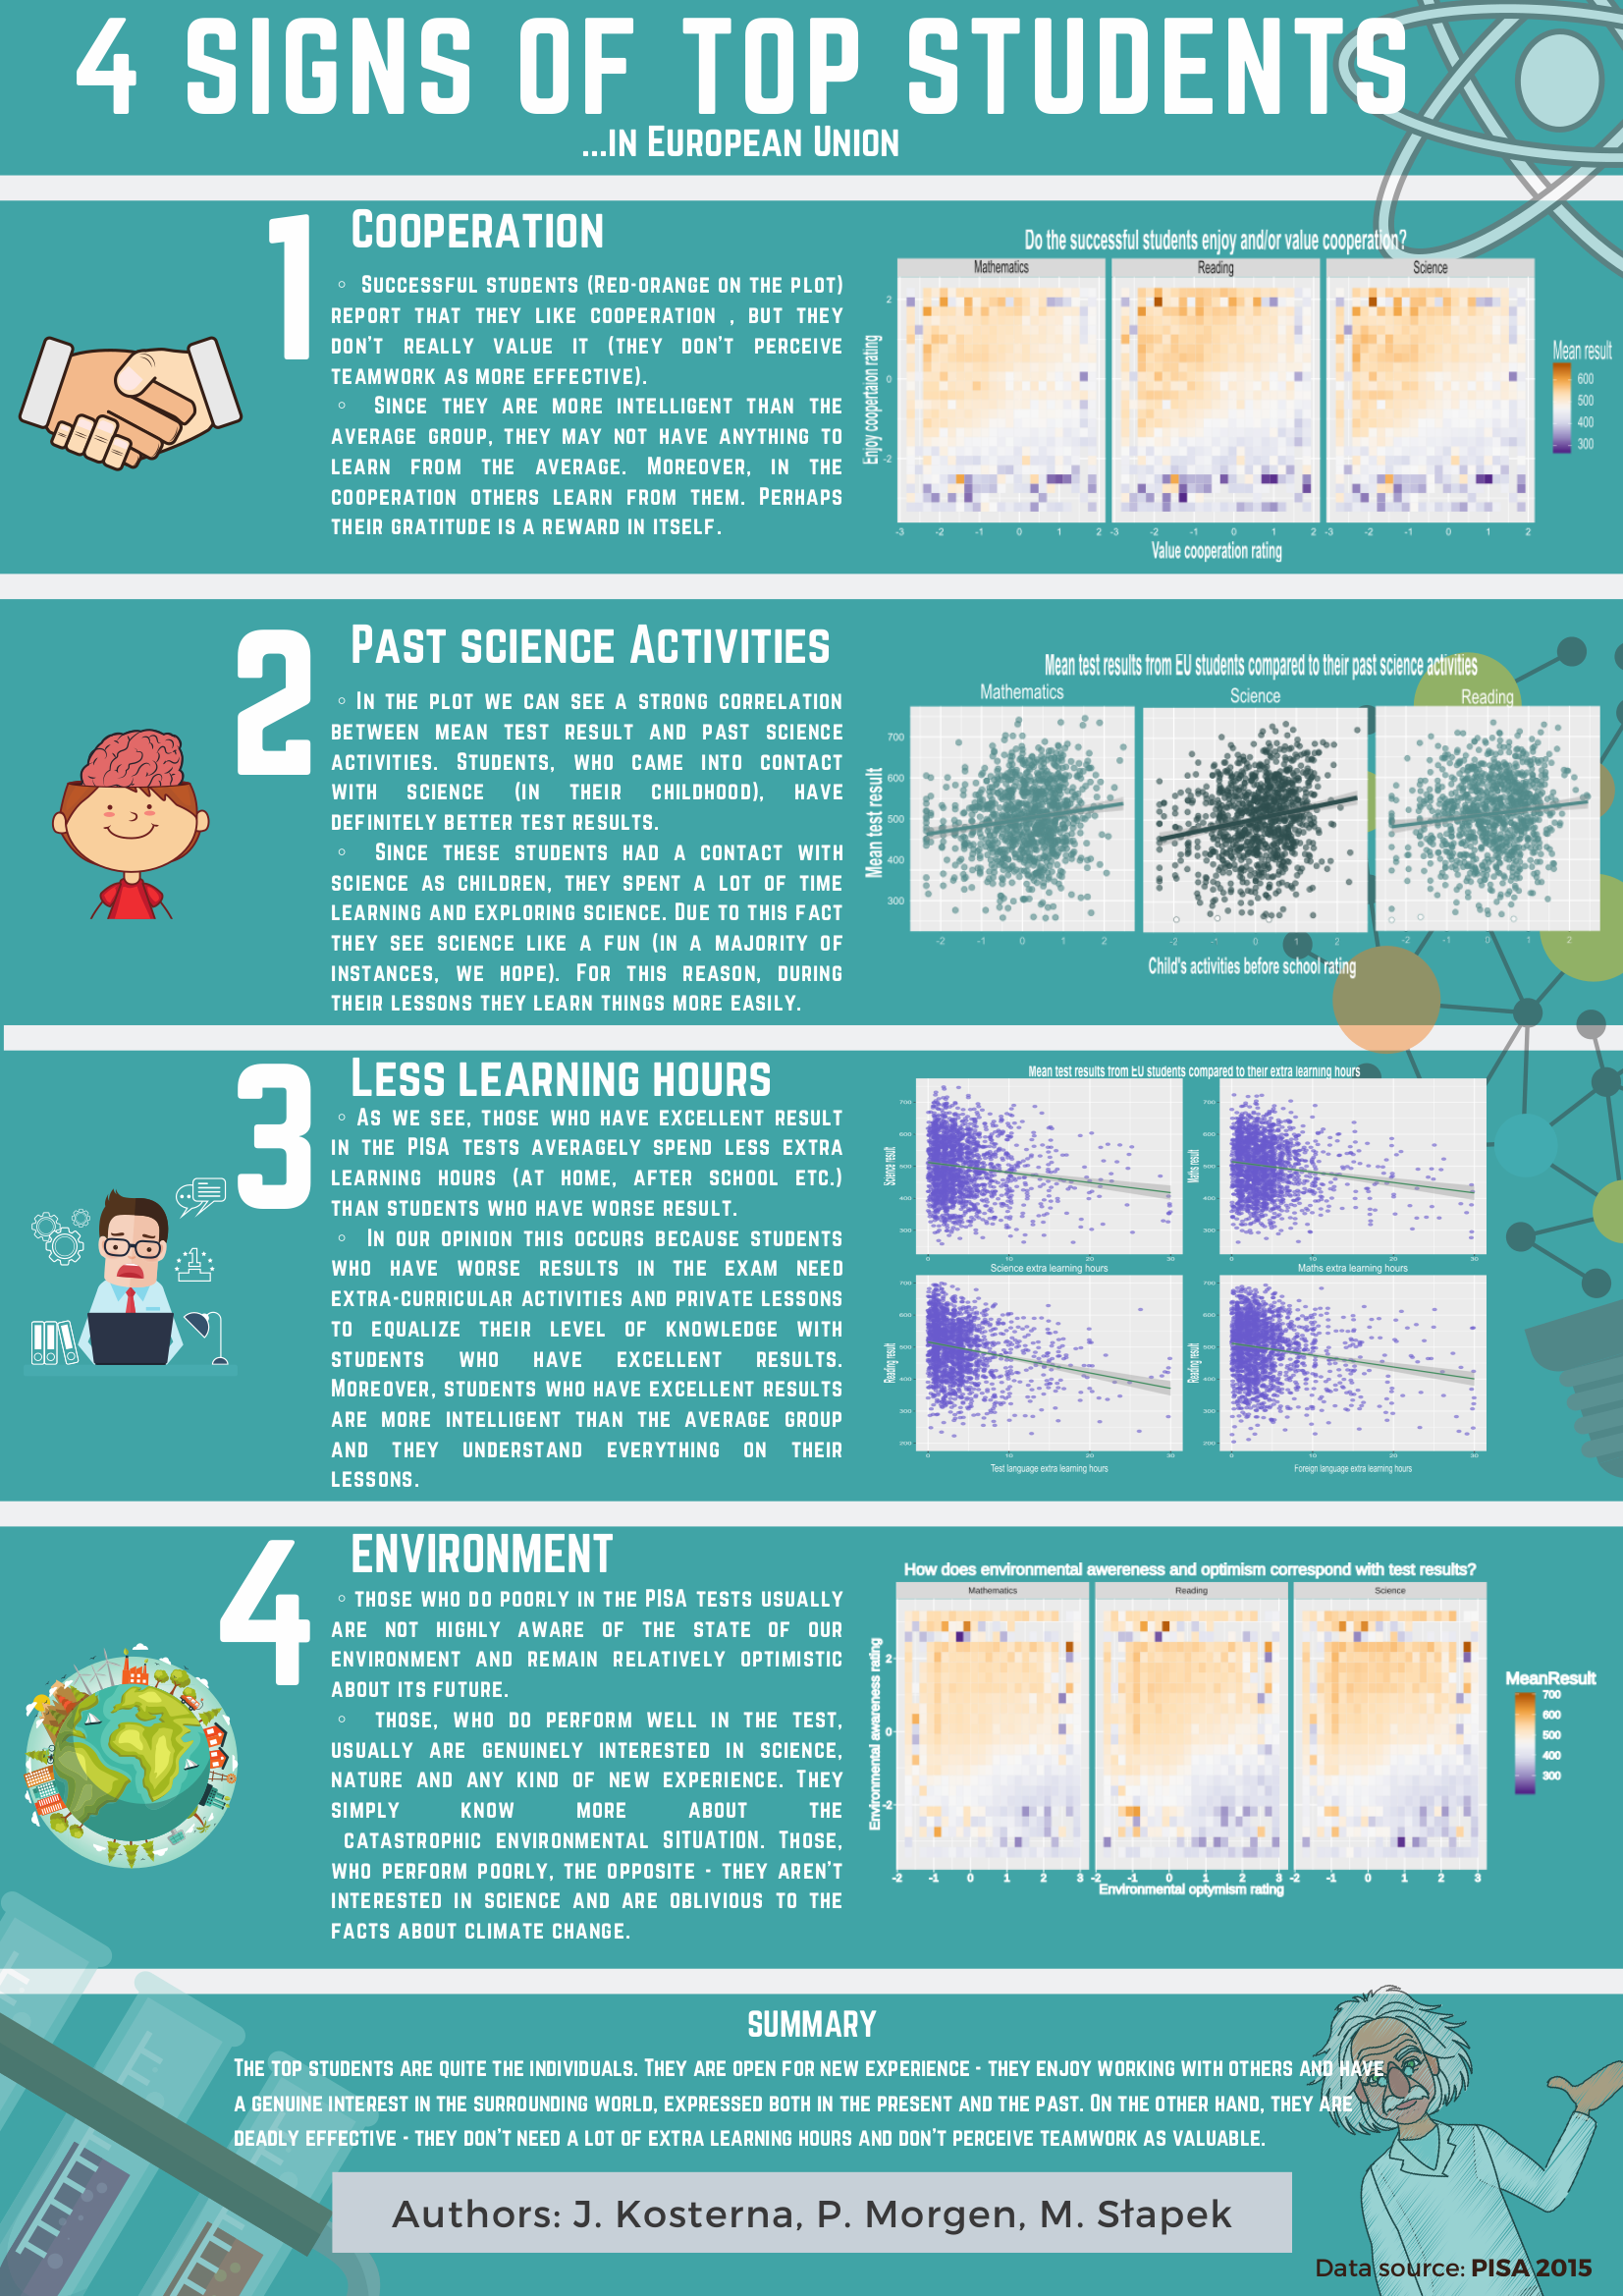 4 SIGNS OF TOP STUDENTS
...IN EUROPEAN UNION
1
COOPERATION
◦ SUCCESSFUL STUDENTS (RED-ORANGE ON THE PLOT)
REPORT THAT THEY LIKE COOPERATION , BUT THEY
DON'T REALLY VALUE IT (THEY DON'T PERCEIVE
TEAMWORK AS MORE EFFECTIVE).
◦ SINCE THEY ARE MORE INTELLIGENT THAN THE
AVERAGE GROUP, THEY MAY NOT HAVE ANYTHING TO
LEARN FROM THE AVERAGE. MOREOVER, IN THE
COOPERATION OTHERS LEARN FROM THEM. PERHAPS
THEIR GRATITUDE IS A REWARD IN ITSELF.
Do the successful students enjoy and/or value cooperation?
Mathematics Reading Science
Enjoy coopertaion rating
2
0
-2
-3 -2 -1 0 1 2 -3 -2 -1 0 1 2 -3 -2 -1 0 1 2
Value cooperation rating
Mean result
600
500
400
300
2
PAST SCIENCE ACTIVITIES
◦ IN THE PLOT WE CAN SEE A STRONG CORRELATION
BETWEEN MEAN TEST RESULT AND PAST SCIENCE
ACTIVITIES. STUDENTS, WHO CAME INTO CONTACT
WITH SCIENCE (IN THEIR CHILDHOOD), HAVE
DEFINITELY BETTER TEST RESULTS.
◦ SINCE THESE STUDENTS HAD A CONTACT WITH
SCIENCE AS CHILDREN, THEY SPENT A LOT OF TIME
LEARNING AND EXPLORING SCIENCE. DUE TO THIS FACT
THEY SEE SCIENCE LIKE A FUN (IN A MAJORITY OF
INSTANCES, WE HOPE). FOR THIS REASON, DURING
THEIR LESSONS THEY LEARN THINGS MORE EASILY.
Mean test results from EU students compared to their past science activities
Mathematics Science Reading
Mean test result
700
600
500
400
300
-2 -1 0 1 2 -2 -1 0 1 2 -2 -1 0 1 2
Child's activities before school rating
3
LESS LEARNING HOURS
◦ AS WE SEE, THOSE WHO HAVE EXCELLENT RESULT
IN THE PISA TESTS AVERAGELY SPEND LESS EXTRA
LEARNING HOURS (AT HOME, AFTER SCHOOL ETC.)
THAN STUDENTS WHO HAVE WORSE RESULT.
◦ IN OUR OPINION THIS OCCURS BECAUSE STUDENTS
WHO HAVE WORSE RESULTS IN THE EXAM NEED
EXTRA-CURRICULAR ACTIVITIES AND PRIVATE LESSONS
TO EQUALIZE THEIR LEVEL OF KNOWLEDGE WITH
STUDENTS WHO HAVE EXCELLENT RESULTS.
MOREOVER, STUDENTS WHO HAVE EXCELLENT RESULTS
ARE MORE INTELLIGENT THAN THE AVERAGE GROUP
AND THEY UNDERSTAND EVERYTHING ON THEIR
LESSONS.
1
Mean test results from EU students compared to their extra learning hours
Science result
700
600
500
400
300
0 10 20 30
Science extra learning hours
Maths result
700
600
500
400
300
0 10 20 30
Maths extra learning hours
Reading result
700
600
500
400
300
200
0 10 20 30
Test language extra learning hours
Reading result
700
600
500
400
300
200
0 10 20 30
Foreign language extra learning hours
4
ENVIRONMENT
◦ THOSE WHO DO POORLY IN THE PISA TESTS USUALLY
ARE NOT HIGHLY AWARE OF THE STATE OF OUR
ENVIRONMENT AND REMAIN RELATIVELY OPTIMISTIC
ABOUT ITS FUTURE.
◦ THOSE, WHO DO PERFORM WELL IN THE TEST,
USUALLY ARE GENUINELY INTERESTED IN SCIENCE,
NATURE AND ANY KIND OF NEW EXPERIENCE. THEY
SIMPLY KNOW MORE ABOUT THE
CATASTROPHIC ENVIRONMENTAL SITUATION. THOSE,
WHO PERFORM POORLY, THE OPPOSITE - THEY AREN'T
INTERESTED IN SCIENCE AND ARE OBLIVIOUS TO THE
FACTS ABOUT CLIMATE CHANGE.
How does environmental awereness and optimism correspond with test results?
Mathematics Reading Science
Environmental awareness rating
2
0
-2
-2 -1 0 1 2 3 -2 -1 0 1 2 3 -2 -1 0 1 2 3
Environmental optymism rating
MeanResult
700
600
500
400
300
SUMMARY
THE TOP STUDENTS ARE QUITE THE INDIVIDUALS. THEY ARE OPEN FOR NEW EXPERIENCE - THEY ENJOY WORKING WITH OTHERS AND HAVE
A GENUINE INTEREST IN THE SURROUNDING WORLD, EXPRESSED BOTH IN THE PRESENT AND THE PAST. ON THE OTHER HAND, THEY ARE
DEADLY EFFECTIVE - THEY DON'T NEED A LOT OF EXTRA LEARNING HOURS AND DON'T PERCEIVE TEAMWORK AS VALUABLE.
Authors: J. Kosterna, P. Morgen, M. Słapek
Data source: PISA 2015